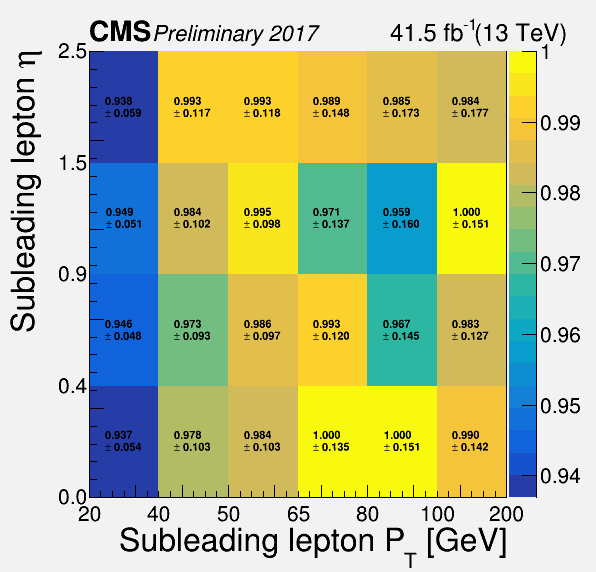 CMS Preliminary 2017 41.5 fb⁻¹(13 TeV)
Subleading lepton η
2.5
1.5
0.9
0.4
0.0
0.938 0.993 0.993 0.989 0.985 0.984
± 0.059 ± 0.117 ± 0.118 ± 0.148 ± 0.173 ± 0.177
0.949 0.984 0.995 0.971 0.959 1.000
± 0.051 ± 0.102 ± 0.098 ± 0.137 ± 0.160 ± 0.151
0.946 0.973 0.986 0.993 0.967 0.983
± 0.048 ± 0.093 ± 0.097 ± 0.120 ± 0.145 ± 0.127
0.937 0.978 0.984 1.000 1.000 0.990
± 0.054 ± 0.103 ± 0.103 ± 0.135 ± 0.151 ± 0.142
20 40 50 65 80 100 200
Subleading lepton P_T [GeV]
1
0.99
0.98
0.97
0.96
0.95
0.94